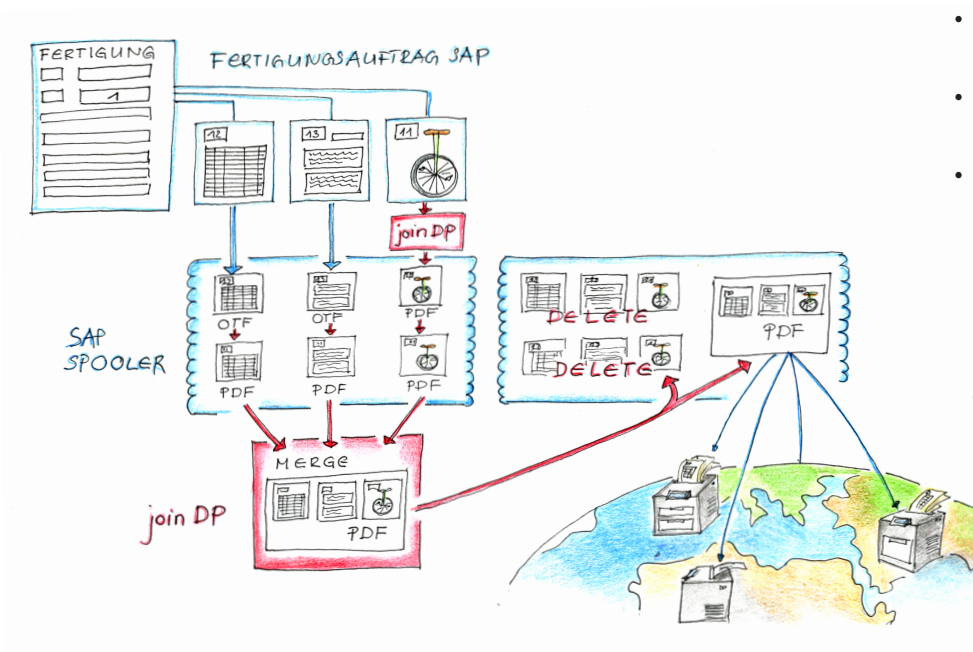 FERTIGUNG
1
FERTIGUNGSAUFTRAG SAP
12
13
11
join DP
SAP
SPOOLER
OTF
OTF
PDF
PDF
PDF
PDF
DELETE
DELETE
PDF
MERGE
PDF
join DP